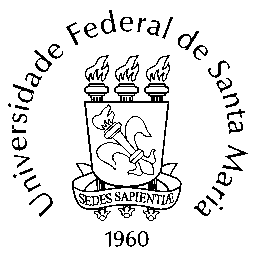 Universidade Federal de Santa Maria
SEDES SAPIENTIÆ
1960